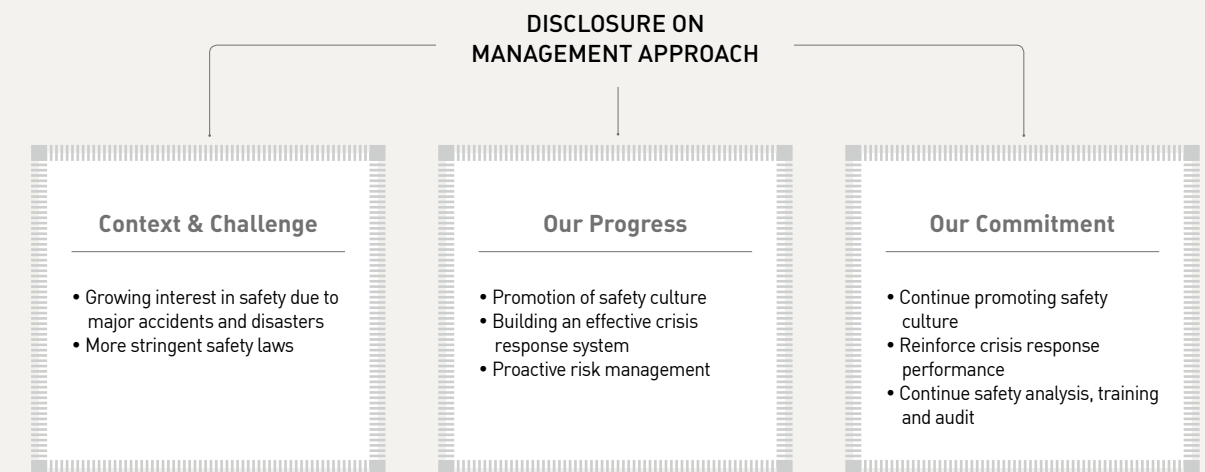 DISCLOSURE ON
MANAGEMENT APPROACH
Context & Challenge
• Growing interest in safety due to
major accidents and disasters
• More stringent safety laws
Our Progress
• Promotion of safety culture
• Building an effective crisis
response system
• Proactive risk management
Our Commitment
• Continue promoting safety
culture
• Reinforce crisis response
performance
• Continue safety analysis, training
and audit